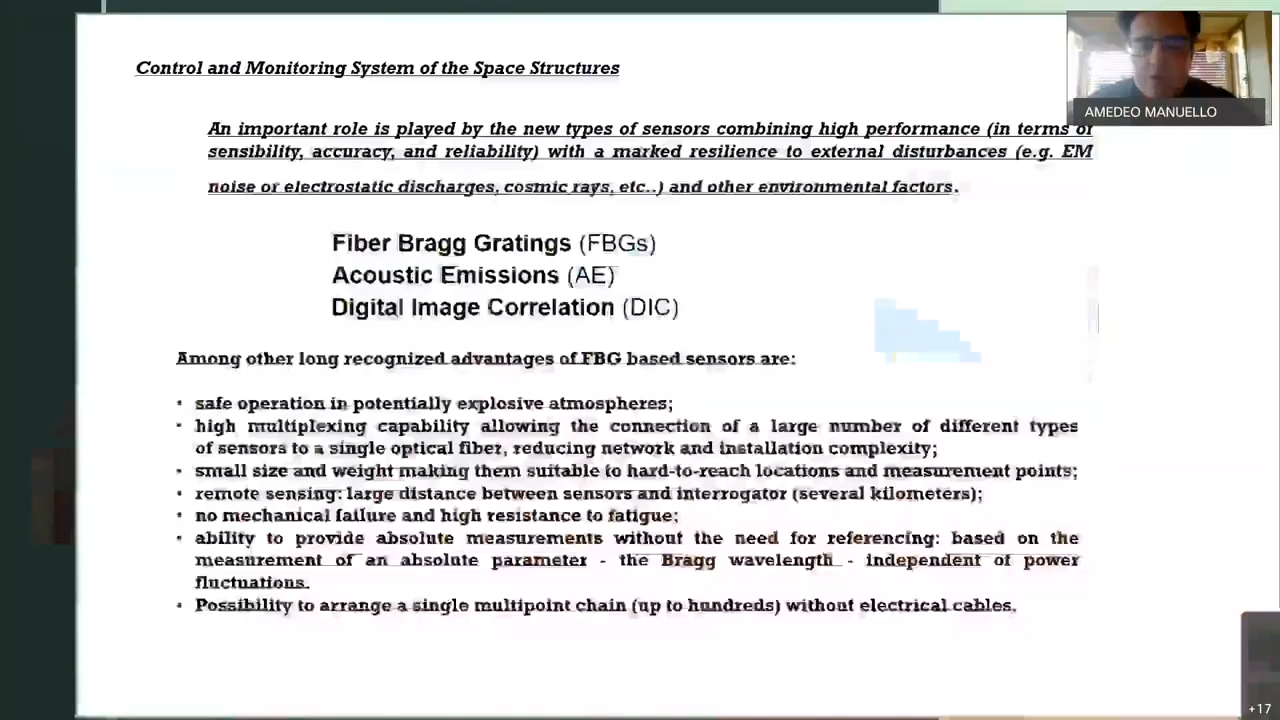 Control and Monitoring System of the Space Structures
AMEDEO MANUELLO
An important role is played by the new types of sensors combining high performance (in terms of
sensibility, accuracy, and reliability) with a marked resilience to external disturbances (e.g. EM
noise or electrostatic discharges, cosmic rays, etc..) and other environmental factors.
Fiber Bragg Gratings (FBGs)
Acoustic Emissions (AE)
Digital Image Correlation (DIC)
Among other long recognized advantages of FBG based sensors are:
• safe operation in potentially explosive atmospheres;
• high multiplexing capability allowing the connection of a large number of different types
of sensors to a single optical fiber, reducing network and installation complexity;
• small size and weight making them suitable to hard-to-reach locations and measurement points;
• remote sensing: large distance between sensors and interrogator (several kilometers);
• no mechanical failure and high resistance to fatigue;
• ability to provide absolute measurements without the need for referencing: based on the
measurement of an absolute parameter - the Bragg wavelength - independent of power
fluctuations.
• Possibility to arrange a single multipoint chain (up to hundreds) without electrical cables.
+17